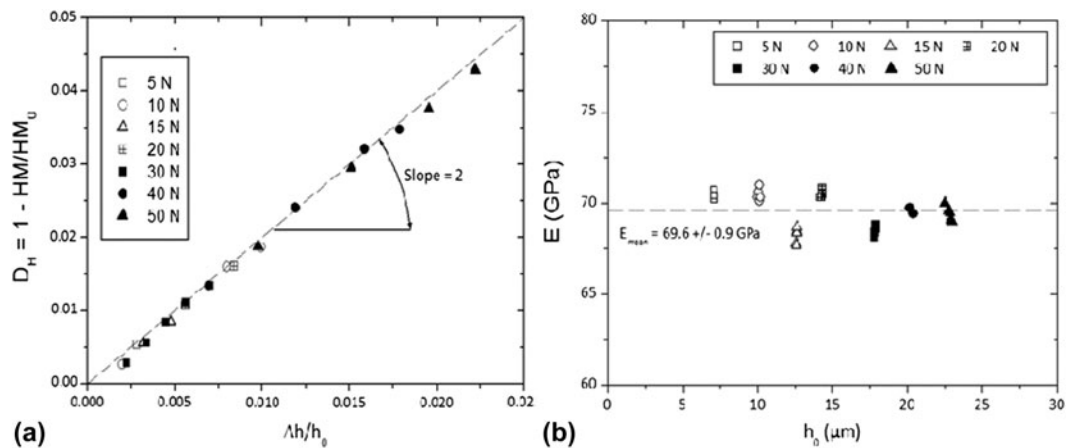 0.05
0.04
0.03
0.02
0.01
0.00
D_H = 1 - HM/HM_U
5 N
10 N
15 N
20 N
30 N
40 N
50 N
Slope = 2
0.000 0.005 0.010 0.015 0.020 0.02
Λh/h_0
(a)
80
75
70
65
60
E (GPa)
5 N 10 N 15 N 20 N
30 N 40 N 50 N
E_mean = 69.6 +/- 0.9 GPa
0 5 10 15 20 25 30
h_0 (μm)
(b)